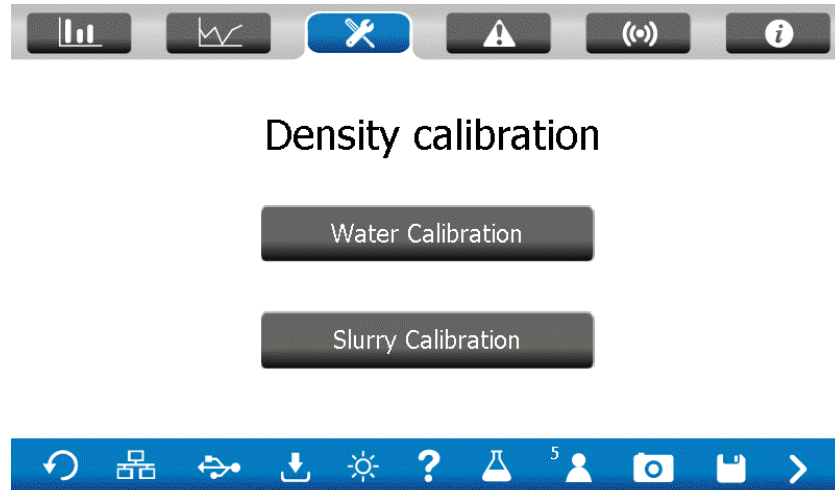 i
Density calibration
Water Calibration
Slurry Calibration
? 5